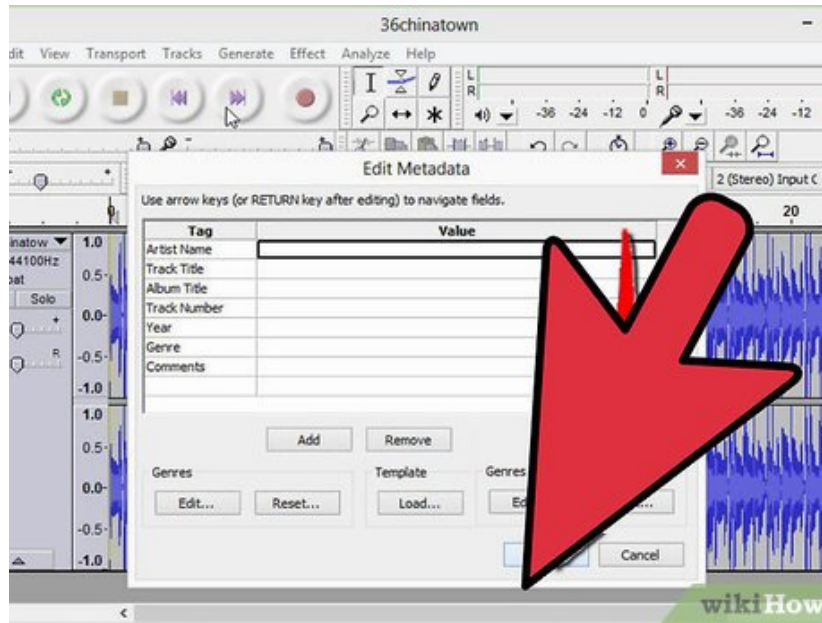 36chinatown
dit View Transport Tracks Generate Effect Analyze Help
L
R
L
R
-36 -24 -12 0
-36 -24 -12
Edit Metadata
2 (Stereo) Input C
Use arrow keys (or RETURN key after editing) to navigate fields.
20
Tag Value
inatow 1.0
Artist Name
44100Hz
Track Title
oat 0.5
Album Title
Solo
Track Number
0.0
Year
Genre
R -0.5
Comments
-1.0
1.0
Add Remove
0.5
Genres Template Genres
0.0
Edit... Reset... Load... Ed
-0.5
Cancel
-1.0
wikiHow